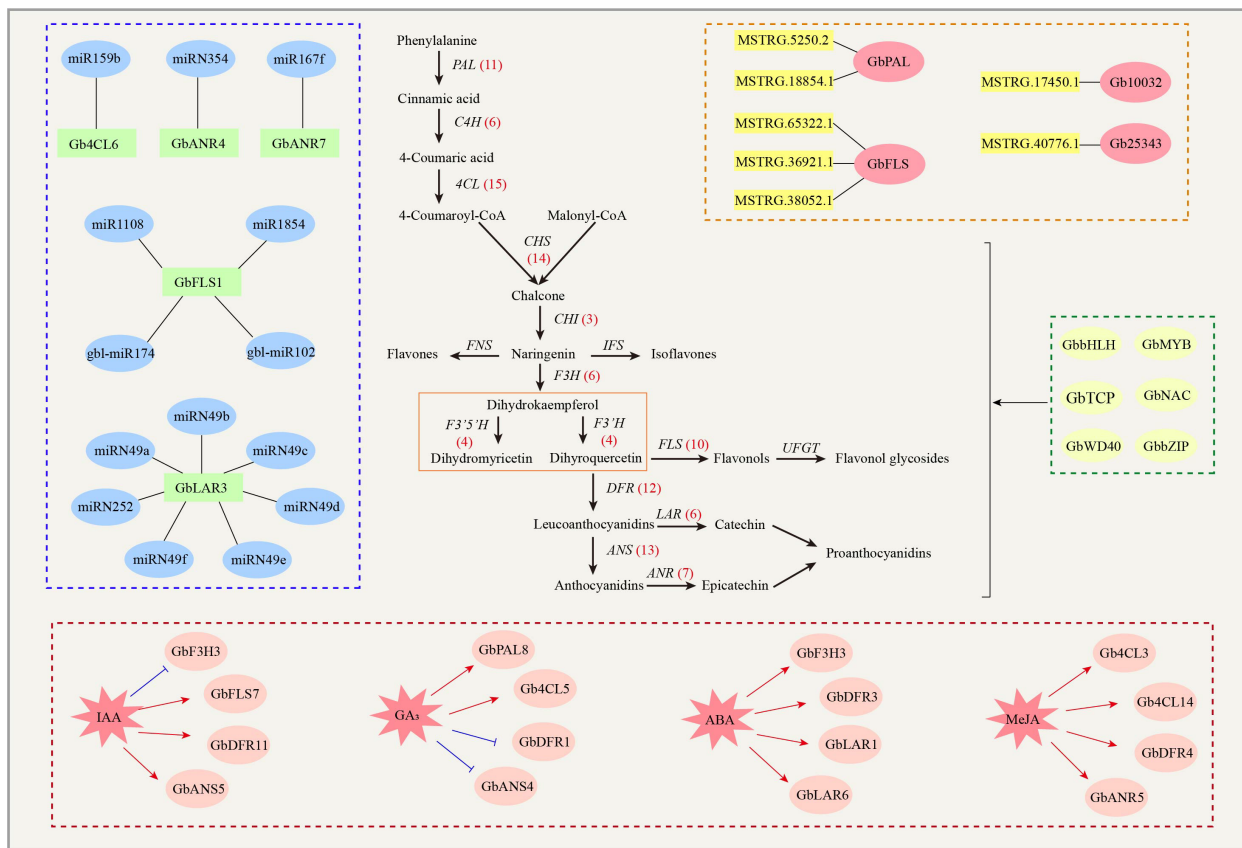 miR159b
miRN354
miR167f
Gb4CL6
GbANR4
GbANR7
miR1108
miR1854
GbFLS1
gbl-miR174
gbl-miR102
miRN49b
miRN49a
miRN49c
GbLAR3
miRN252
miRN49d
miRN49f
miRN49e
Phenylalanine
PAL (11)
Cinnamic acid
C4H (6)
4-Coumaric acid
4CL (15)
4-Coumaroyl-CoA
Malonyl-CoA
CHS
(14)
Chalcone
CHI (3)
Flavones
FNS
Naringenin
IFS
Isoflavones
F3H (6)
Dihydrokaempferol
F3'5'H
(4)
F3'H
(4)
Dihydromyricetin
Dihyroquercetin
FLS (10)
Flavonols
UFGT
Flavonol glycosides
DFR (12)
Leucoanthocyanidins
LAR (6)
Catechin
ANS (13)
Proanthocyanidins
Anthocyanidins
ANR (7)
Epicatechin
MSTRG.5250.2
GbPAL
MSTRG.18854.1
MSTRG.17450.1
Gb10032
MSTRG.65322.1
MSTRG.36921.1
GbFLS
MSTRG.38052.1
MSTRG.40776.1
Gb25343
GbbHLH
GbMYB
GbTCP
GbNAC
GbWD40
GbbZIP
IAA
GbF3H3
GbFLS7
GbDFR11
GbANS5
GA₃
GbPAL8
Gb4CL5
GbDFR1
GbANS4
ABA
GbF3H3
GbDFR3
GbLAR1
GbLAR6
MeJA
Gb4CL3
Gb4CL14
GbDFR4
GbANR5